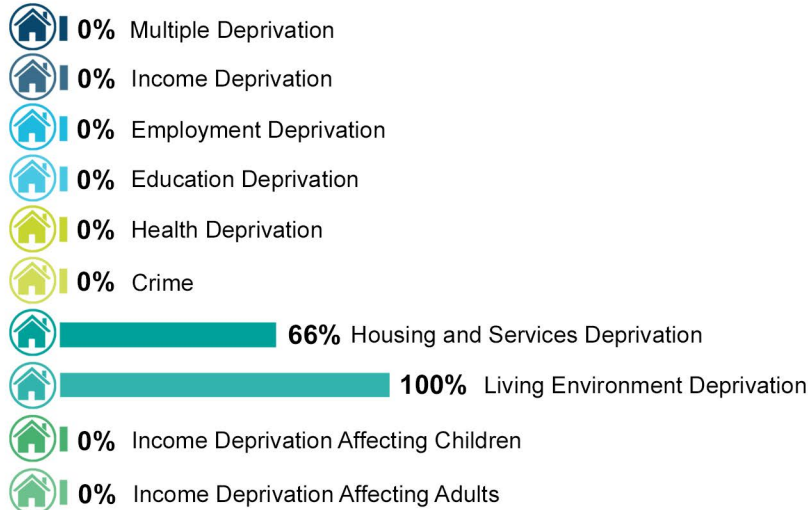 0% Multiple Deprivation
0% Income Deprivation
0% Employment Deprivation
0% Education Deprivation
0% Health Deprivation
0% Crime
66% Housing and Services Deprivation
100% Living Environment Deprivation
0% Income Deprivation Affecting Children
0% Income Deprivation Affecting Adults